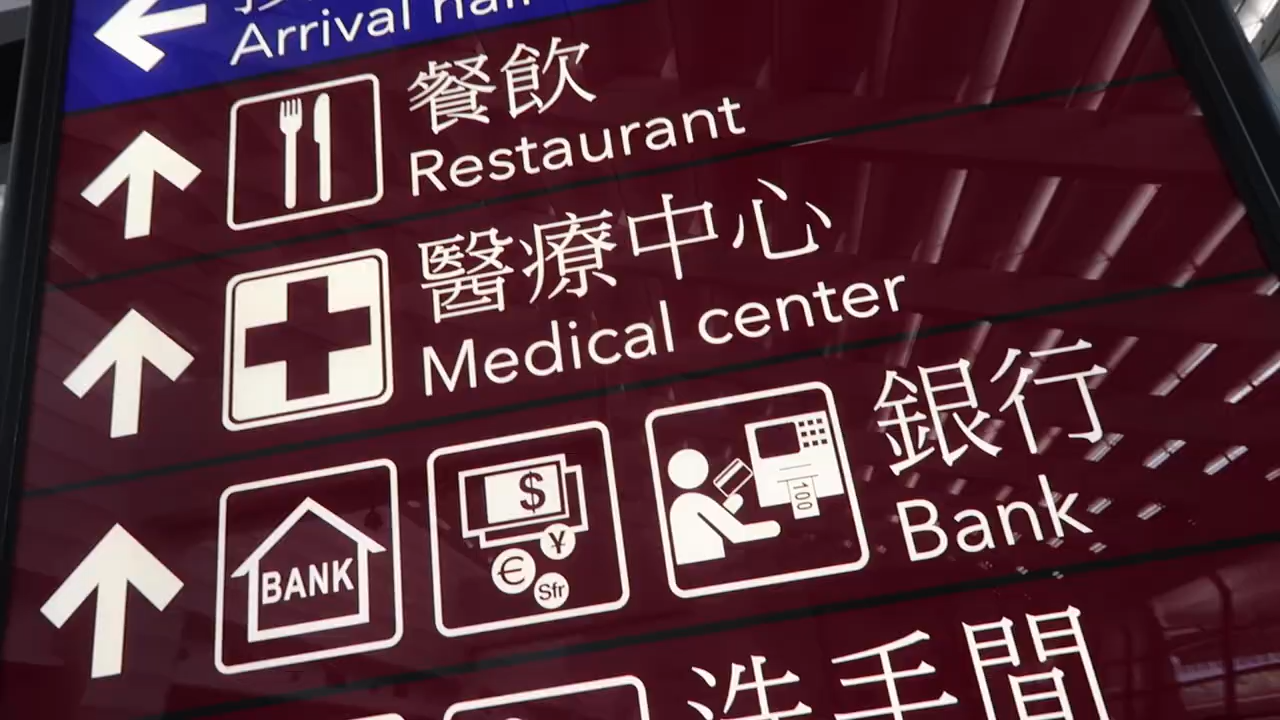 Arrival hall
餐飲
Restaurant
醫療中心
Medical center
銀行
BANK
$
¥
€
Sfr
100
Bank
洗手間